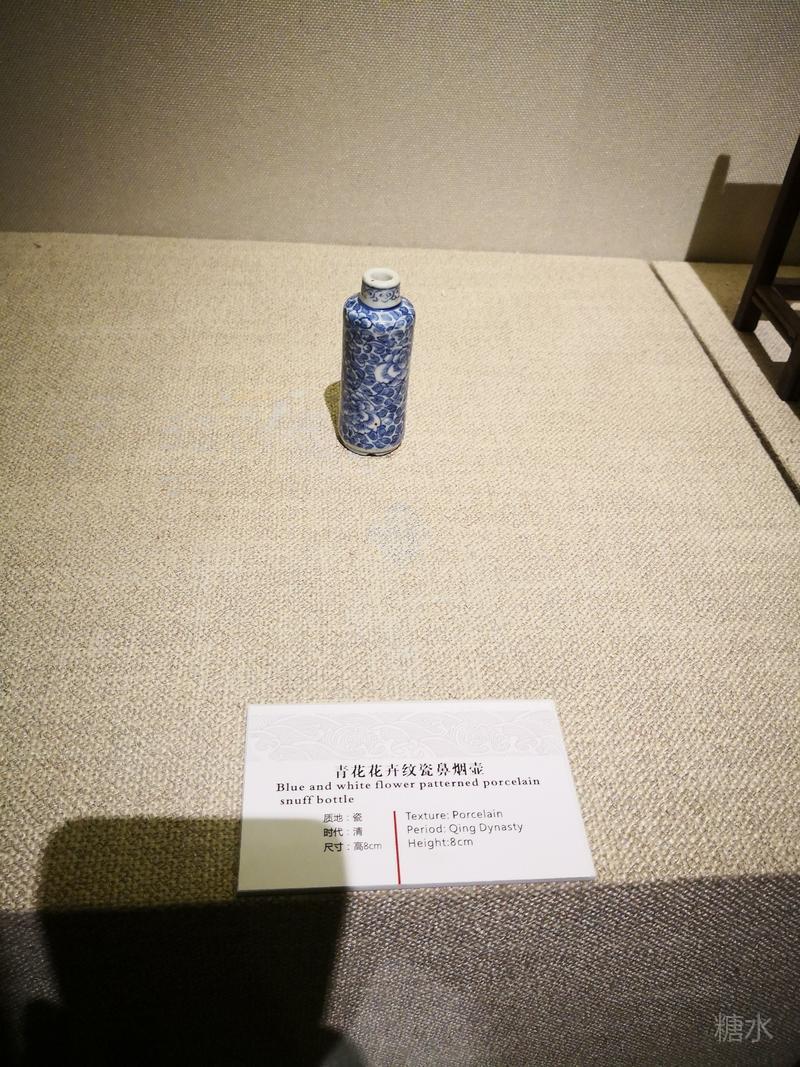 青花花卉纹瓷鼻烟壶
Blue and white flower patterned porcelain
snuff bottle
质地：瓷
时代：清
尺寸：高8cm
Texture: Porcelain
Period: Qing Dynasty
Height:8cm
糖水